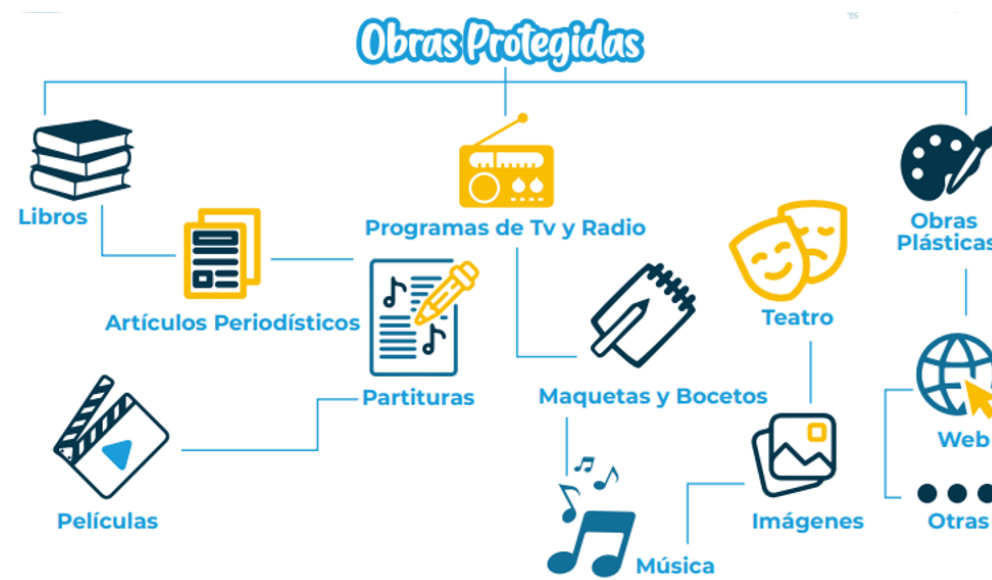 Obras Protegidas
Libros
Programas de Tv y Radio
Obras
Plásticas
Artículos Periodísticos
Teatro
Partituras
Maquetas y Bocetos
Web
Películas
Imágenes
Otras
Música